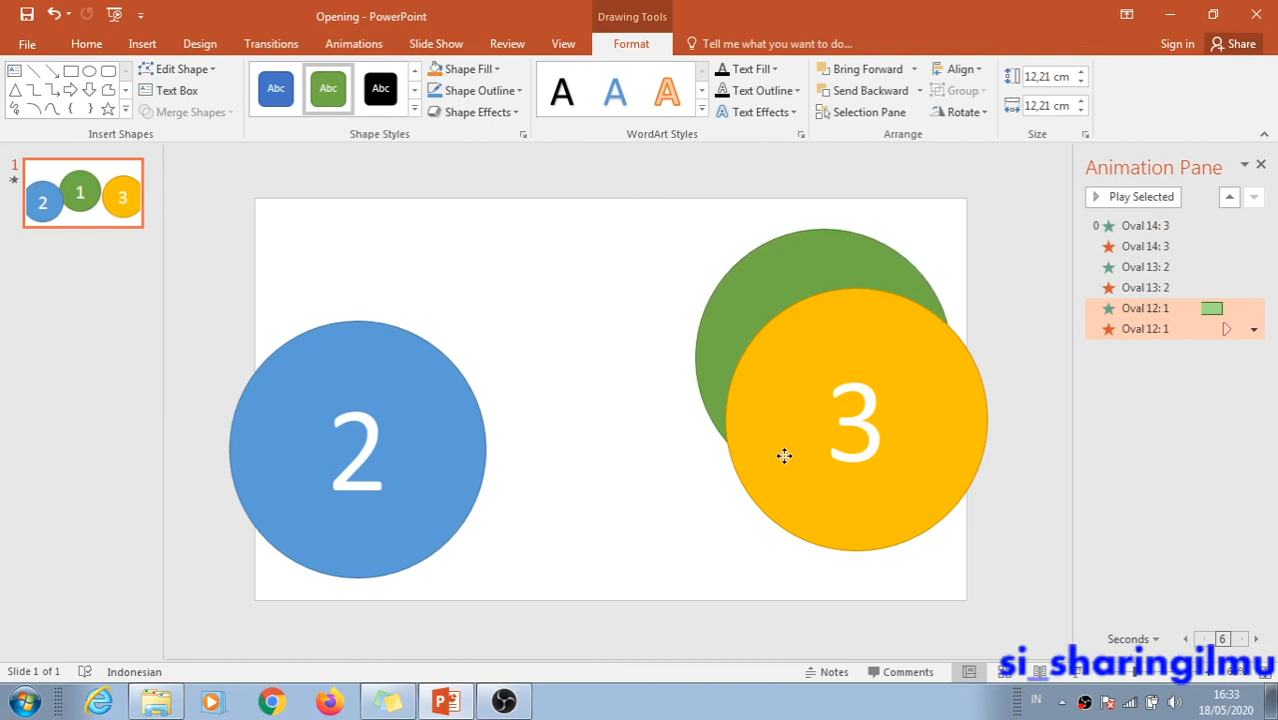 Opening - PowerPoint
Drawing Tools
File Home Insert Design Transitions Animations Slide Show Review View Format Tell me what you want to do... Sign in Share
Edit Shape
Text Box
Merge Shapes
Insert Shapes
Abc Abc Abc
Shape Fill
Shape Outline
Shape Effects
Shape Styles
A A A
Text Fill
Text Outline
Text Effects
WordArt Styles
Bring Forward
Send Backward
Selection Pane
Align
Group
Rotate
Arrange
12,21 cm
12,21 cm
Size
1
2 1 3
2
3
Animation Pane
Play Selected
0 Oval 14: 3
Oval 14: 3
Oval 13: 2
Oval 13: 2
Oval 12: 1
Oval 12: 1
Seconds 6
si_sharingilmu
Slide 1 of 1 Indonesian Notes Comments
IN
16:33
18/05/2020